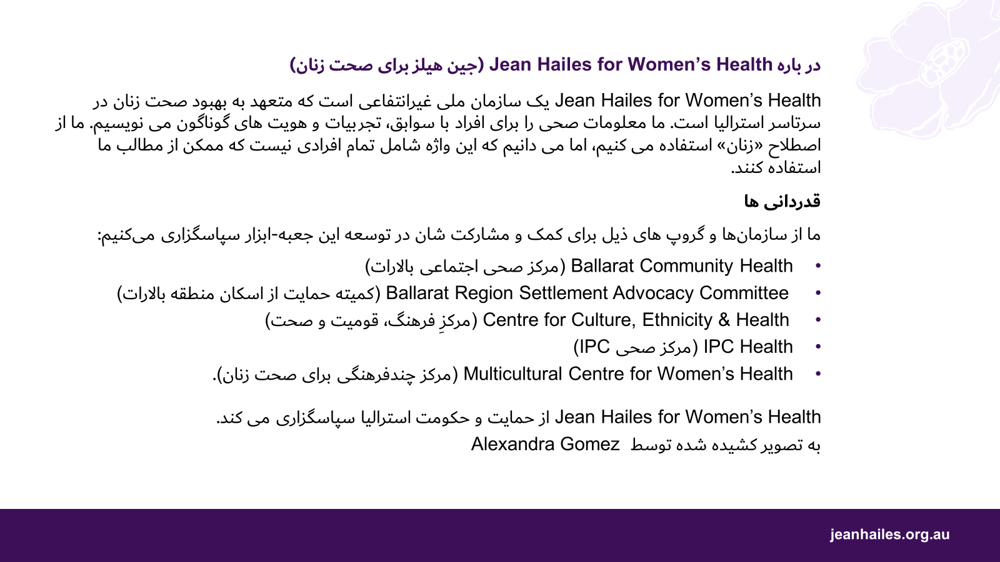 در باره Jean Hailes for Women’s Health (جین هیلز برای صحت زنان)
Jean Hailes for Women’s Health یک سازمان ملی غیرانتفاعی است که متعهد به بهبود صحت زنان در
سرتاسر استرالیا است. ما معلومات صحی را برای افراد با سوابق، تجربیات و هویت های گوناگون می نویسیم. ما از
اصطلاح «زنان» استفاده می کنیم، اما می دانیم که این واژه شامل تمام افرادی نیست که ممکن از مطالب ما
استفاده کنند.
قدردانی ها
ما از سازمان‌ها و گروپ های ذیل برای کمک و مشارکت شان در توسعه این جعبه-ابزار سپاسگزاری می‌کنیم:
• Ballarat Community Health (مرکز صحی اجتماعی بالارات)
• Ballarat Region Settlement Advocacy Committee (کمیته حمایت از اسکان منطقه بالارات)
• Centre for Culture, Ethnicity & Health (مرکزِ فرهنگ، قومیت و صحت)
• IPC Health (مرکز صحی IPC)
• Multicultural Centre for Women’s Health (مرکز چندفرهنگی برای صحت زنان).
Jean Hailes for Women’s Health از حمایت و حکومت استرالیا سپاسگزاری می کند.
به تصویر کشیده شده توسط Alexandra Gomez
jeanhailes.org.au